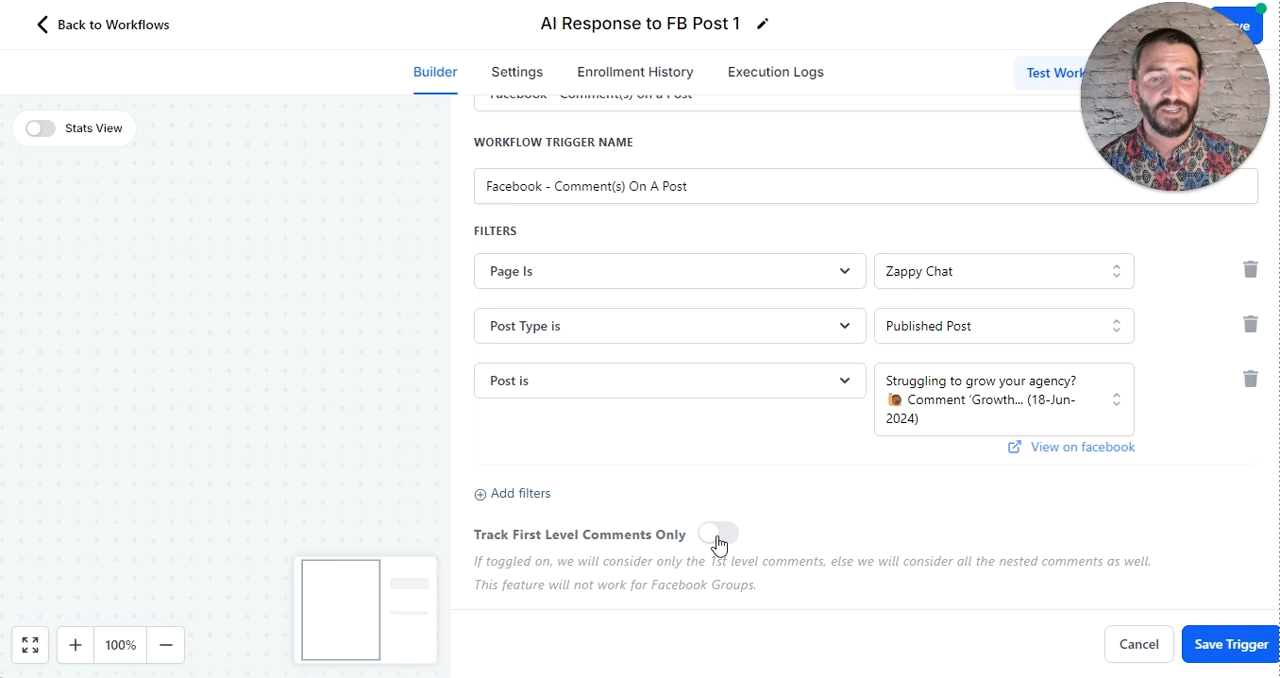 Back to Workflows
AI Response to FB Post 1
Builder
Settings
Enrollment History
Execution Logs
Test Work
Stats View
Facebook - Comment(s) on a Post
WORKFLOW TRIGGER NAME
Facebook - Comment(s) On A Post
FILTERS
Page Is
Zappy Chat
Post Type is
Published Post
Post is
Struggling to grow your agency?
Comment ‘Growth... (18-Jun-
2024)
View on facebook
Add filters
Track First Level Comments Only
If toggled on, we will consider only the 1st level comments, else we will consider all the nested comments as well.
This feature will not work for Facebook Groups.
100%
Cancel
Save Trigger